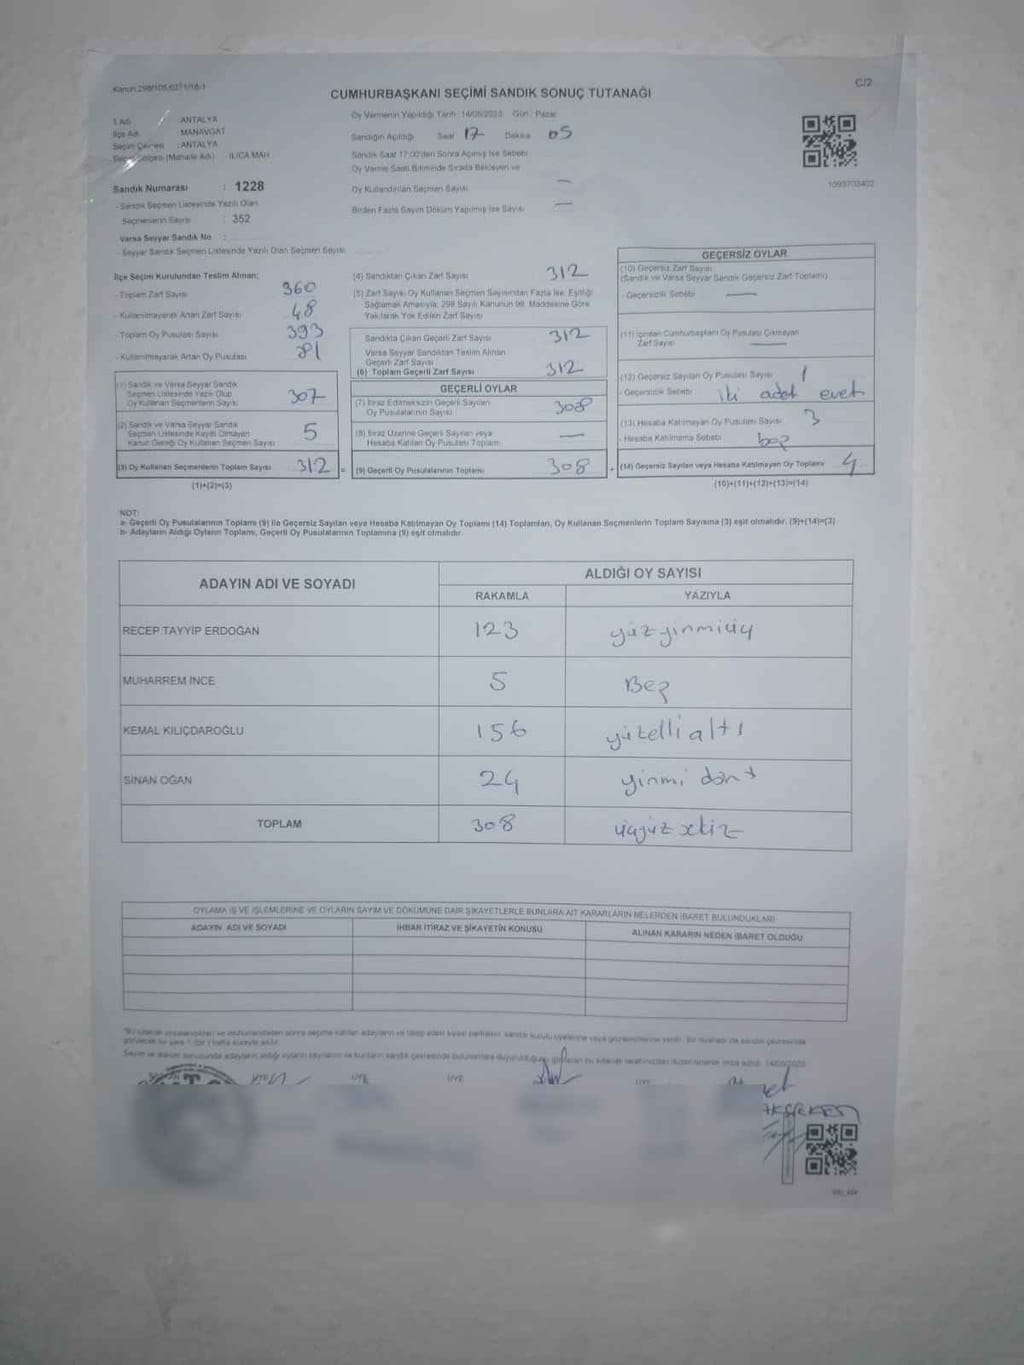 Kanun:298/105,6271/18-1
C/2
CUMHURBAŞKANI SEÇİMİ SANDIK SONUÇ TUTANAĞI
İl Adı : ANTALYA
İlçe Adı : MANAVGAT
Seçim Çevresi : ANTALYA
Seçim Bölgesi (Mahalle Adı) : ILICA MAH
Sandık Numarası : 1228
- Sandık Seçmen Listesinde Yazılı Olan
Seçmenlerin Sayısı : 352
Varsa Seyyar Sandık No :
- Seyyar Sandık Seçmen Listesinde Yazılı Olan Seçmen Sayısı
Oy Vermenin Yapıldığı Tarih : 14/05/2023 Gün : Pazar
Sandığın Açıldığı Saat 17 Dakika 05
Sandık Saat 17:00'den Sonra Açılmış İse Sebebi
Oy Verme Saati Bitiminde Sırada Bekleyen ve
Oy Kullandırılan Seçmen Sayısı —
Birden Fazla Sayım Döküm Yapılmış İse Sayısı —
1093703402
İlçe Seçim Kurulundan Teslim Alınan;
- Toplam Zarf Sayısı 360
- Kullanılmayarak Artan Zarf Sayısı 48
- Toplam Oy Pusulası Sayısı 393
- Kullanılmayarak Artan Oy Pusulası 81
(1) Sandık ve Varsa Seyyar Sandık
Seçmen Listesinde Yazılı Olup
Oy Kullanan Seçmenlerin Sayısı 307
(2) Sandık ve Varsa Seyyar Sandık
Seçmen Listesinde Kaydı Olmayan
Kanun Gereği Oy Kullanan Seçmen Sayısı 5
(3) Oy Kullanan Seçmenlerin Toplam Sayısı 312 =
(1)+(2)=(3)
(4) Sandıktan Çıkan Zarf Sayısı 312
(5) Zarf Sayısı Oy Kullanan Seçmen Sayısından Fazla İse, Eşitliği
Sağlamak Amacıyla, 298 Sayılı Kanunun 98. Maddesine Göre
Yakılarak Yok Edilen Zarf Sayısı
Sandıkta Çıkan Geçerli Zarf Sayısı 312
Varsa Seyyar Sandıktan Teslim Alınan
Geçerli Zarf Sayısı
(6) Toplam Geçerli Zarf Sayısı 312
GEÇERLİ OYLAR
(7) İtiraz Edilmeksizin Geçerli Sayılan
Oy Pusulalarının Sayısı 308
(8) İtiraz Üzerine Geçerli Sayılan veya
Hesaba Katılan Oy Pusulası Toplamı —
(9) Geçerli Oy Pusulalarının Toplamı 308 +
GEÇERSİZ OYLAR
(10) Geçersiz Zarf Sayısı
(Sandık ve Varsa Seyyar Sandık Geçersiz Zarf Toplamı)
- Geçersizlik Sebebi —
(11) İçinden Cumhurbaşkanı Oy Pusulası Çıkmayan
Zarf Sayısı —
(12) Geçersiz Sayılan Oy Pusulası Sayısı 1
- Geçersizlik Sebebi iki adet evet
(13) Hesaba Katılmayan Oy Pusulası Sayısı 3
- Hesaba Katılmama Sebebi boş
(14) Geçersiz Sayılan veya Hesaba Katılmayan Oy Toplamı 4
(10)+(11)+(12)+(13)=(14)
NOT:
a- Geçerli Oy Pusulalarının Toplamı (9) ile Geçersiz Sayılan veya Hesaba Katılmayan Oy Toplamı (14) Toplamları, Oy Kullanan Seçmenlerin Toplam Sayısına (3) eşit olmalıdır. (9)+(14)=(3)
b- Adayların Aldığı Oyların Toplamı, Geçerli Oy Pusulalarının Toplamına (9) eşit olmalıdır.
ADAYIN ADI VE SOYADI ALDIĞI OY SAYISI
RAKAMLA YAZIYLA
RECEP TAYYİP ERDOĞAN 123 yüzyirmiüç
MUHARREM İNCE 5 Beş
KEMAL KILIÇDAROĞLU 156 yüzelli altı
SİNAN OĞAN 24 yirmi dört
TOPLAM 308 üçyüz sekiz
OYLAMA İŞ VE İŞLEMLERİNE VE OYLARIN SAYIM VE DÖKÜMÜNE DAİR ŞİKAYETLERLE BUNLARA AİT KARARLARIN NELERDEN İBARET BULUNDUKLARI
ADAYIN ADI VE SOYADI İHBAR İTİRAZ VE ŞİKAYETİN KONUSU ALINAN KARARIN NEDEN İBARET OLDUĞU
ÜYE ÜYE ÜYE